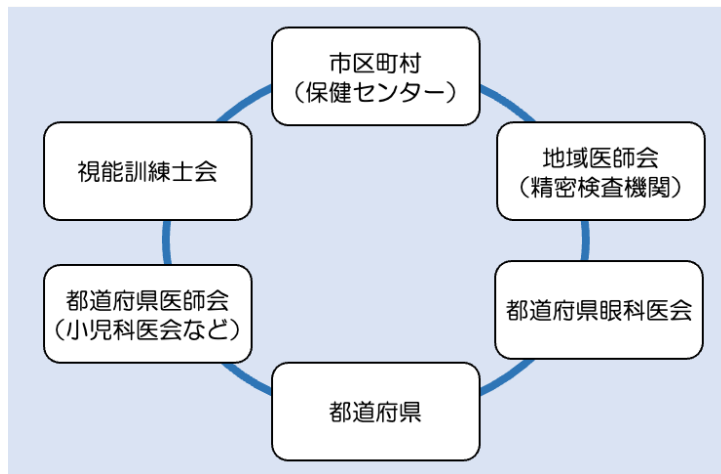 市区町村
（保健センター）
地域医師会
（精密検査機関）
視能訓練士会
都道府県医師会
（小児科医会など）
都道府県眼科医会
都道府県